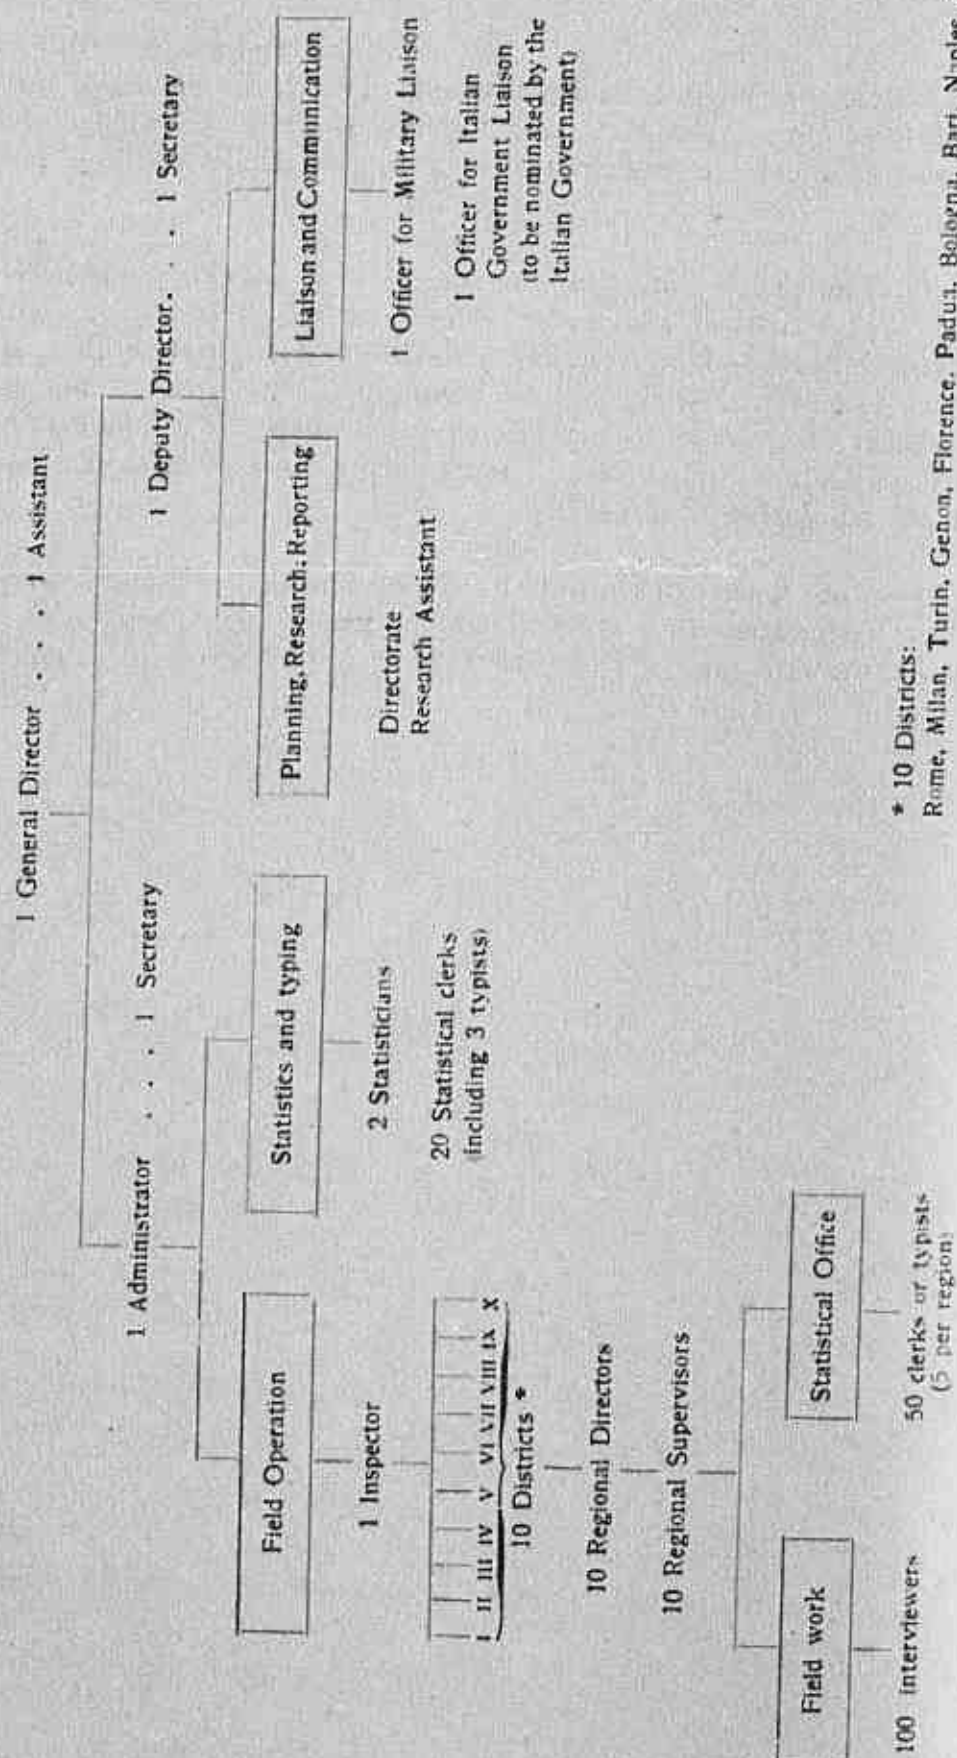 1 General Director . . . 1 Assistant
1 Administrator . . . 1 Secretary
1 Deputy Director. . . 1 Secretary
Field Operation
Statistics and typing
Planning, Research, Reporting
Liaison and Communication
1 Inspector
2 Statisticians
20 Statistical clerks
(including 3 typists)
Directorate
Research Assistant
1 Officer for Military Liaison
1 Officer for Italian
Government Liaison
(to be nominated by the
Italian Government)
I II III IV V VI VII VIII IX X
10 Districts *
10 Regional Directors
10 Regional Supervisors
Field work
Statistical Office
100 Interviewers
50 clerks or typists
(5 per region)
* 10 Districts:
Rome, Milan, Turin, Genoa, Florence, Padua, Bologna, Bari, Naples